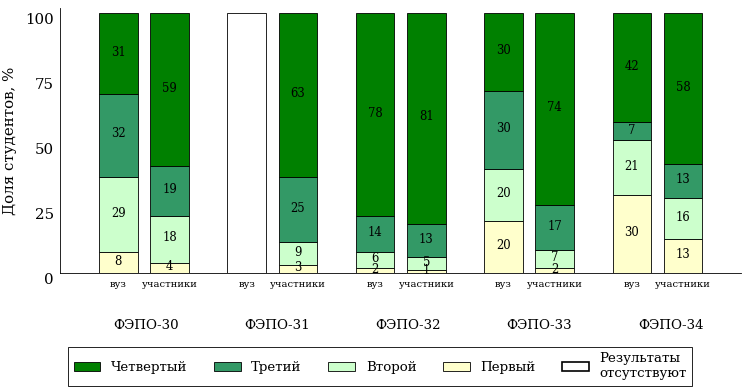 Доля студентов, %
100
75
50
25
0
31 32 29 8
59 19 18 4
63 25 9 3
78 14 6 2
81 13 5 1
30 30 20 20
74 17 7 2
42 7 21 30
58 13 16 13
вуз участники вуз участники вуз участники вуз участники вуз участники
ФЭПО-30 ФЭПО-31 ФЭПО-32 ФЭПО-33 ФЭПО-34
Четвертый Третий Второй Первый Результаты
отсутствуют